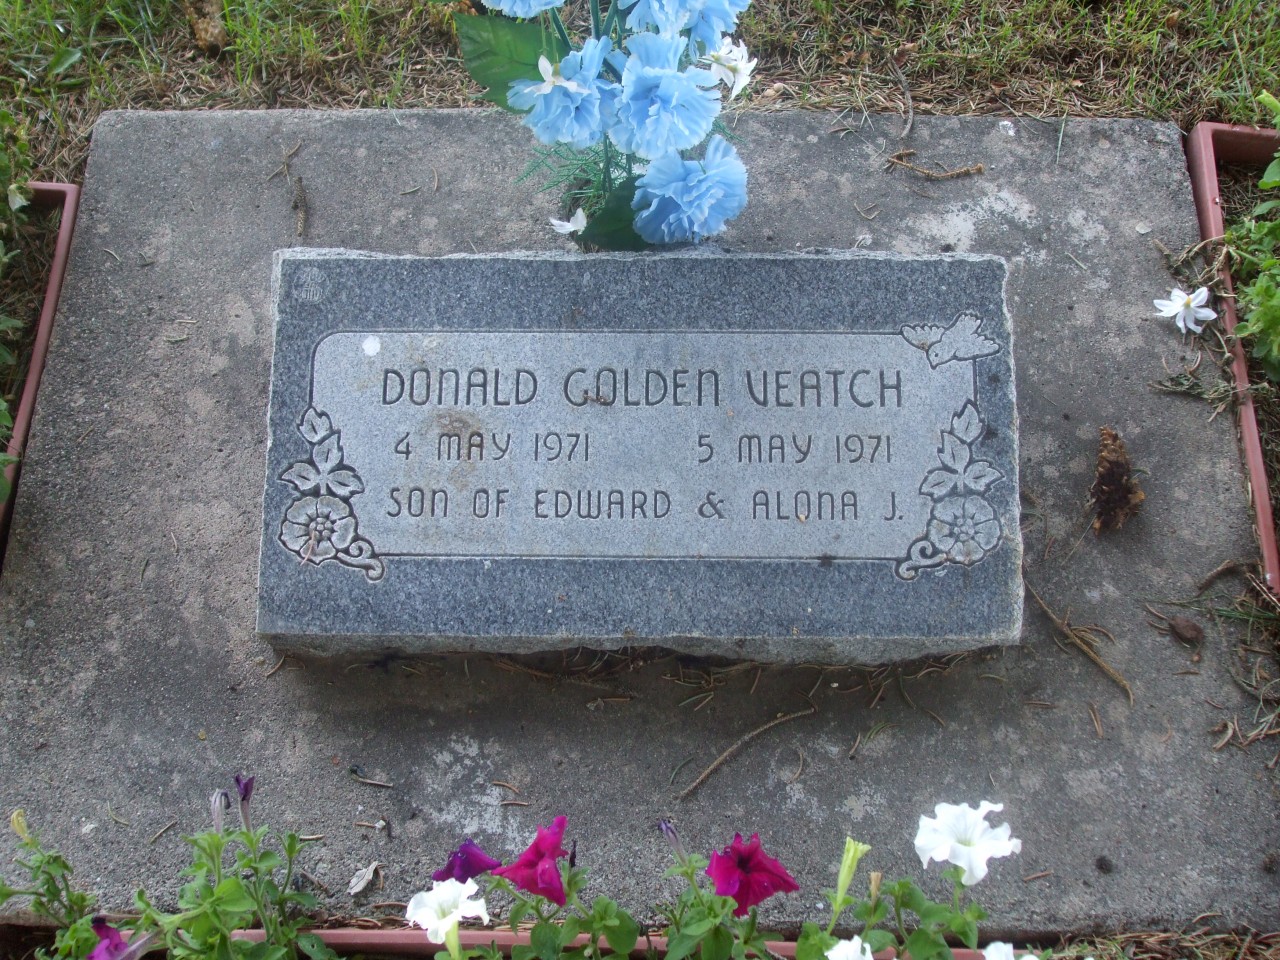 DONALD GOLDEN VEATCH
4 MAY 1971 5 MAY 1971
SON OF EDWARD & ALONA J.